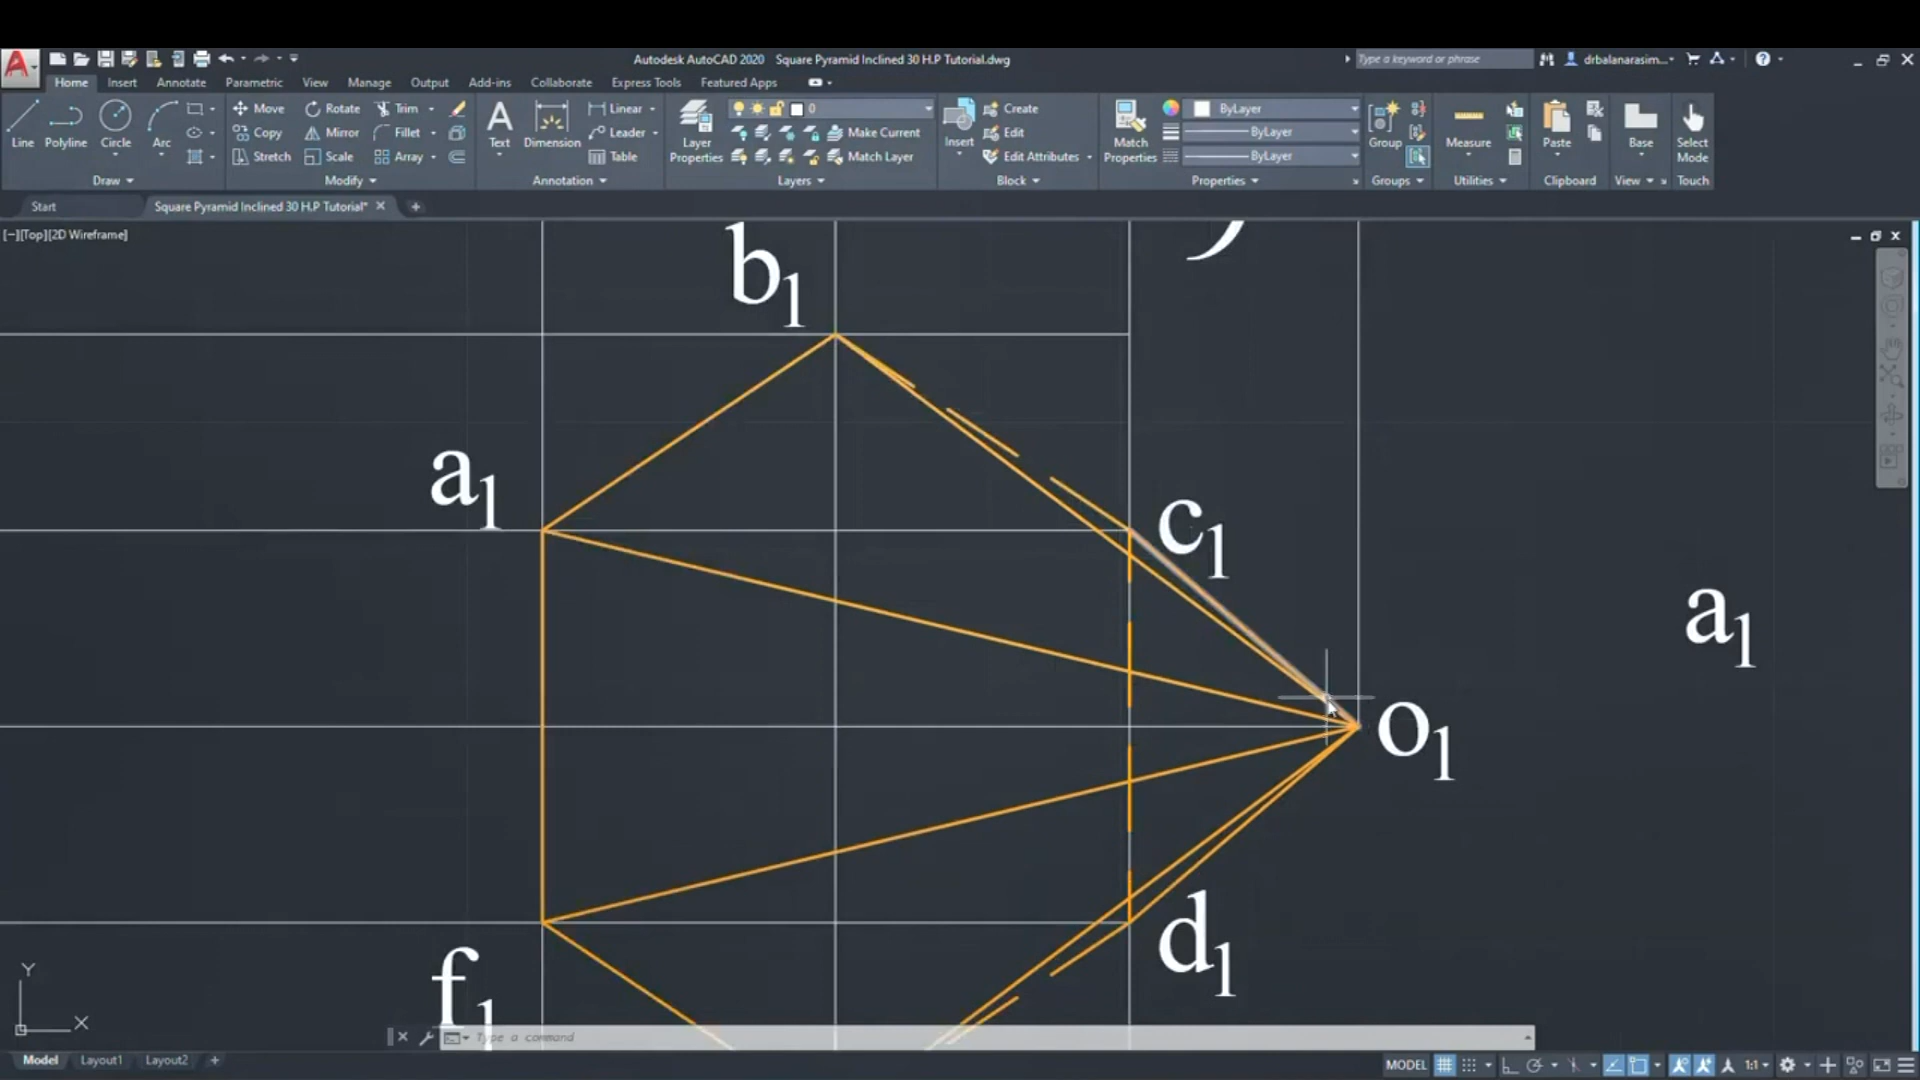 Autodesk AutoCAD 2020 Square Pyramid Inclined 30 H.P Tutorial.dwg
Type a keyword or phrase
drbalanarasim...
Home Insert Annotate Parametric View Manage Output Add-ins Collaborate Express Tools Featured Apps
Line Polyline Circle Arc
Move Rotate Trim
Copy Mirror Fillet
Stretch Scale Array
Text Dimension
Linear
Leader
Table
Layer Properties
0
Make Current
Match Layer
Insert
Create
Edit
Edit Attributes
Match Properties
ByLayer
ByLayer
ByLayer
Group
Measure
Paste
Base
Select Mode
Draw Modify Annotation Layers Block Properties Groups Utilities Clipboard View Touch
Start
Square Pyramid Inclined 30 H.P Tutorial*
[−][Top][2D Wireframe]
b1
a1
c1
a1
o1
d1
f1
Y
X
Type a command
Model Layout1 Layout2
MODEL
1:1